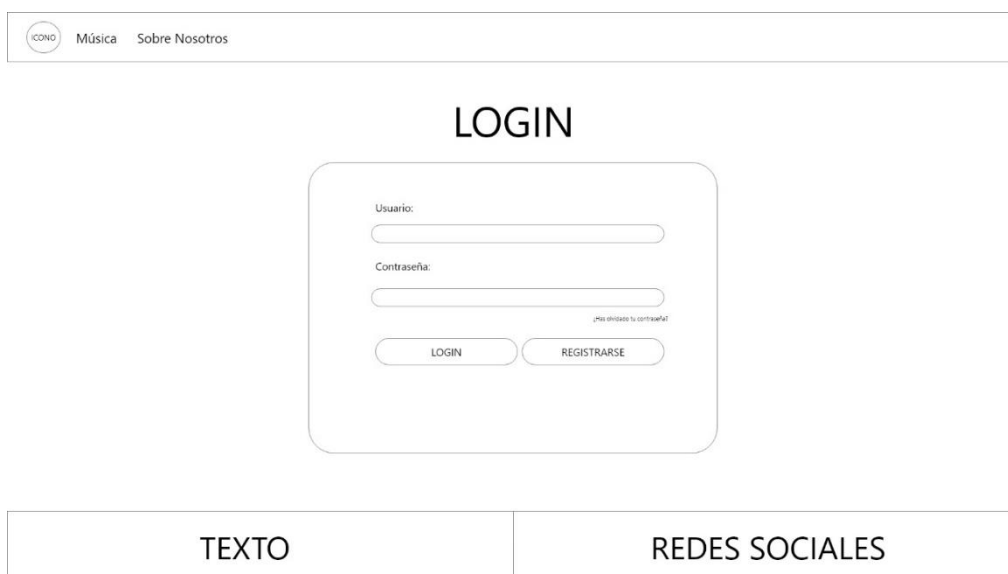 ICONO Música Sobre Nosotros
LOGIN
Usuario:
Contraseña:
¿Has olvidado tu contraseña?
LOGIN REGISTRARSE
TEXTO REDES SOCIALES